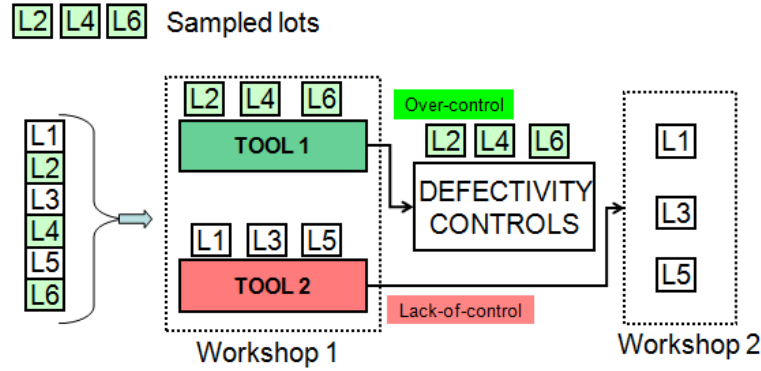 L2 L4 L6 Sampled lots
L1
L2
L3
L4
L5
L6
L2 L4 L6
TOOL 1
L1 L3 L5
TOOL 2
Workshop 1
Over-control
L2 L4 L6
DEFECTIVITY
CONTROLS
Lack-of-control
L1
L3
L5
Workshop 2